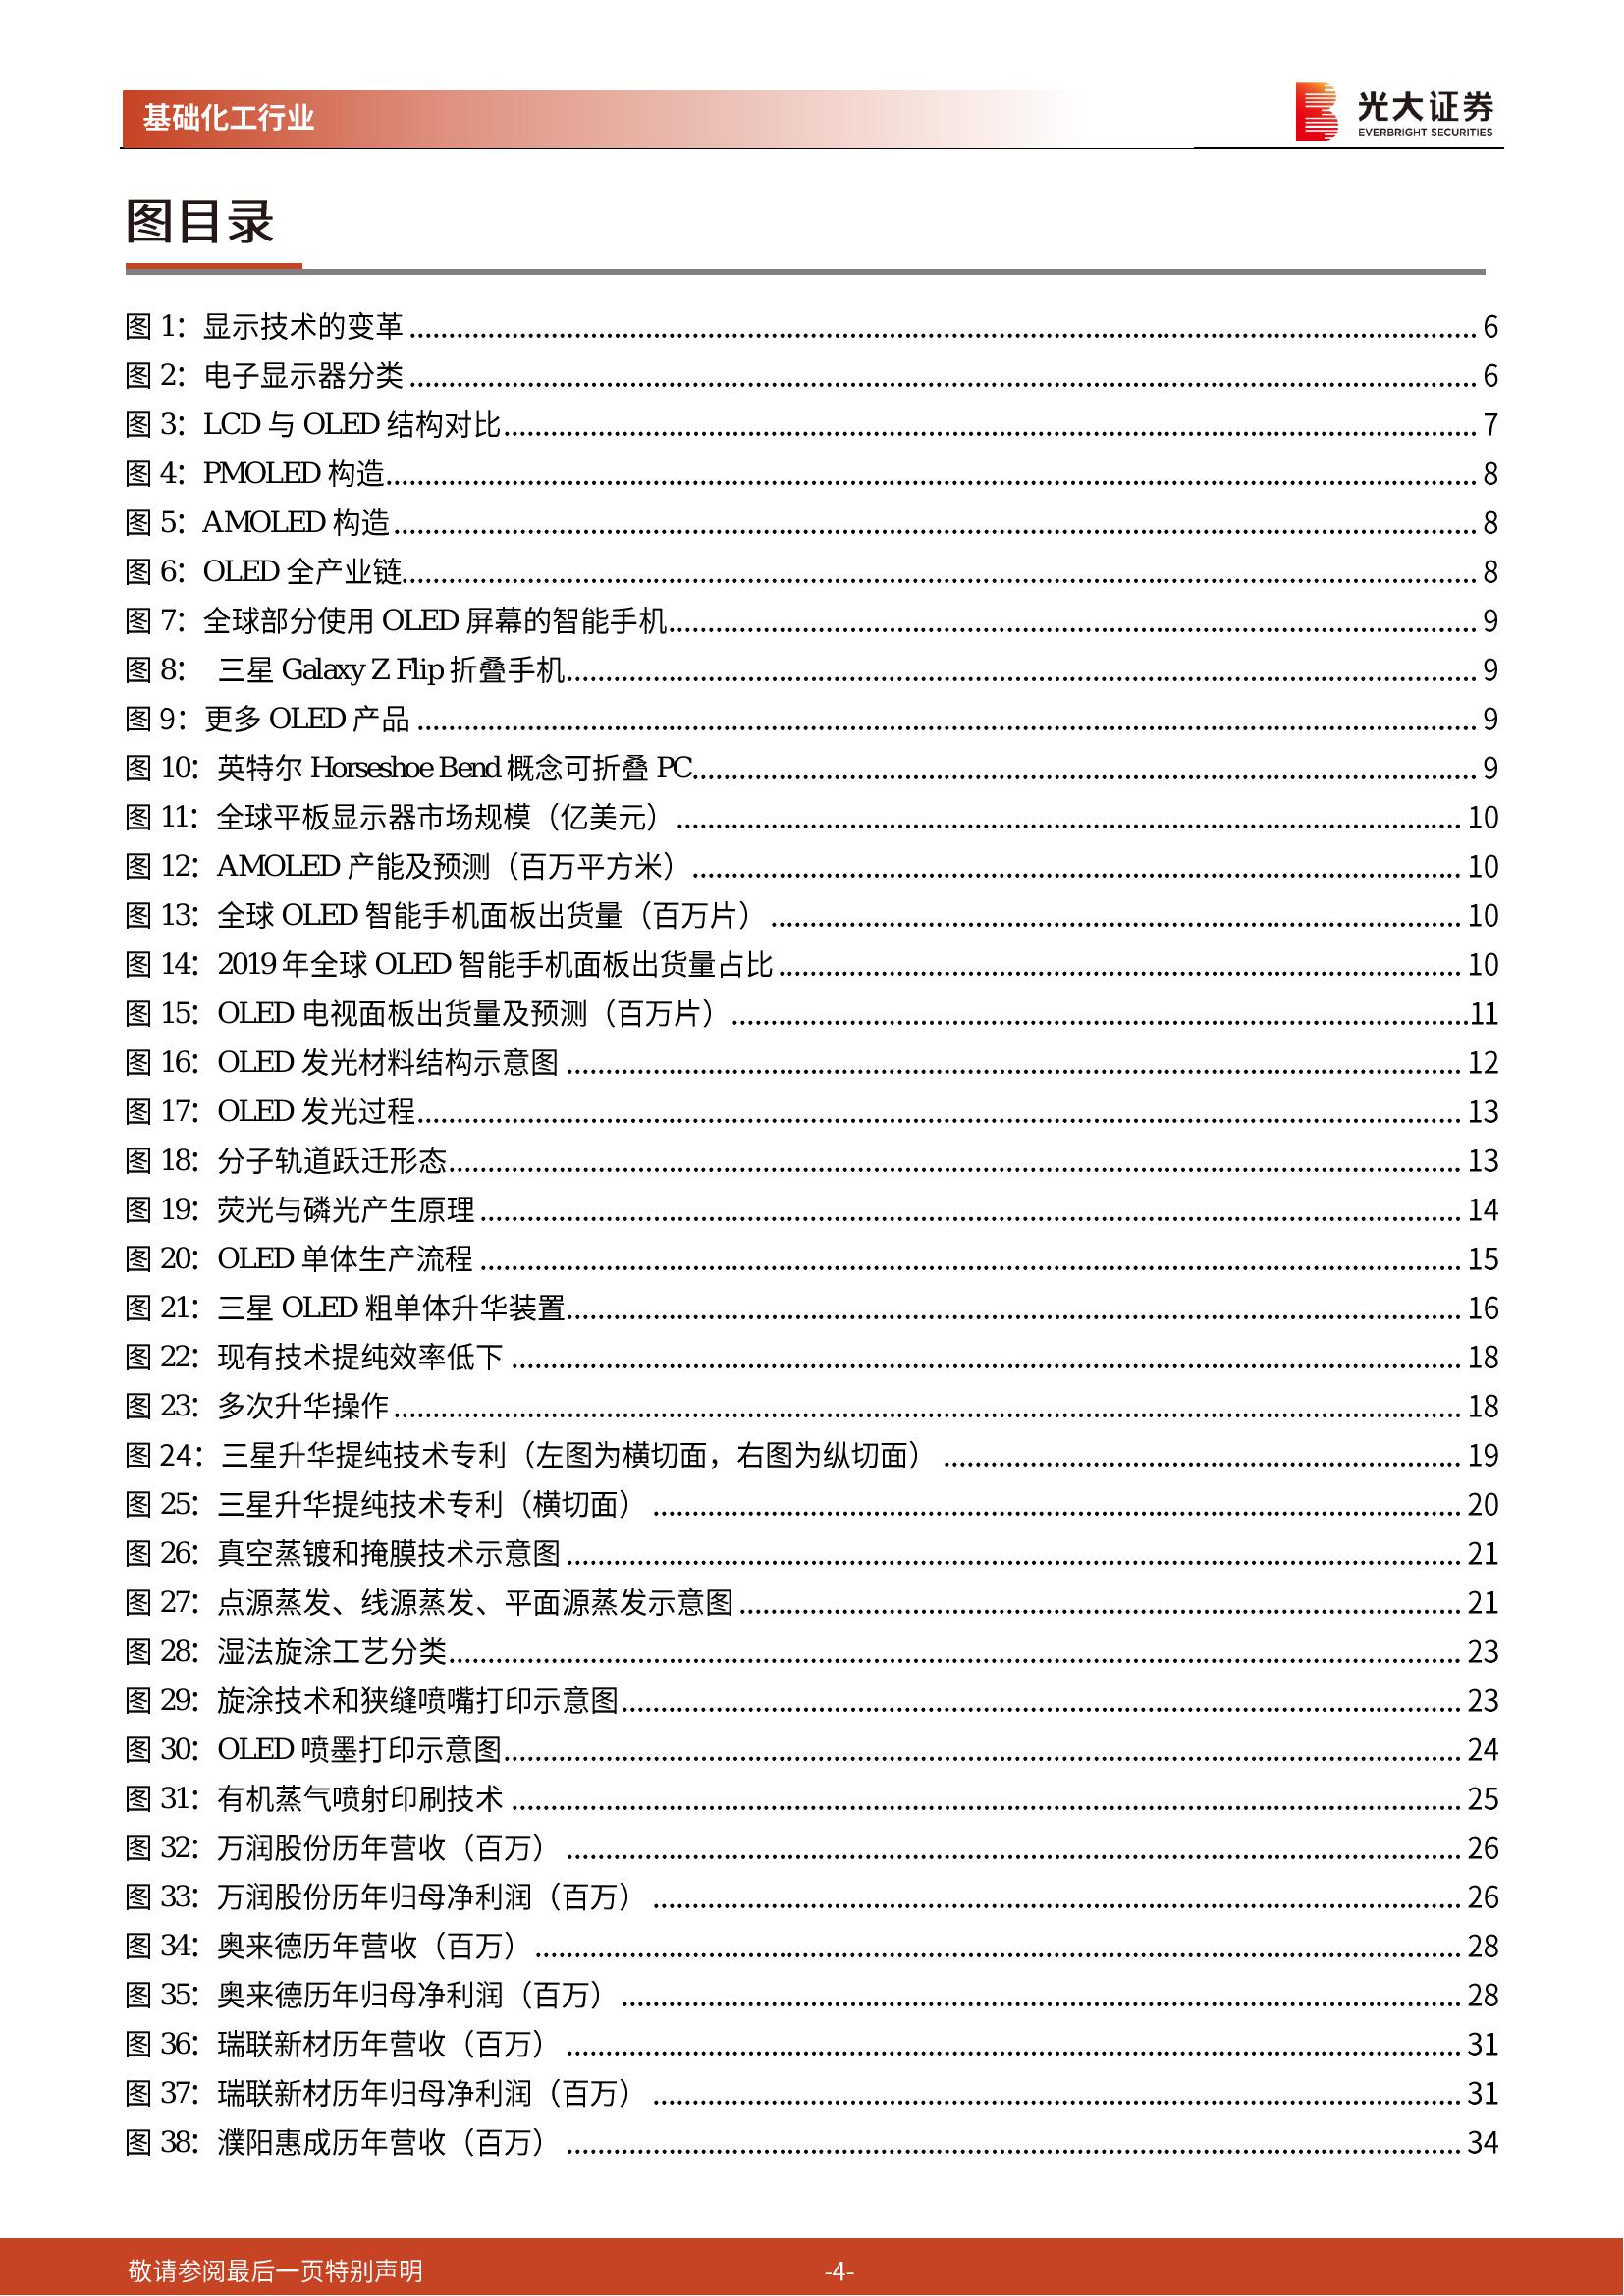 基础化工行业
光大证券
EVERBRIGHT SECURITIES
图目录
图 1：显示技术的变革 ........ 6
图 2：电子显示器分类 ........ 6
图 3：LCD 与 OLED 结构对比 ........ 7
图 4：PMOLED 构造 ........ 8
图 5：AMOLED 构造 ........ 8
图 6：OLED 全产业链 ........ 8
图 7：全球部分使用 OLED 屏幕的智能手机 ........ 9
图 8： 三星 Galaxy Z Flip 折叠手机 ........ 9
图 9：更多 OLED 产品 ........ 9
图 10：英特尔 Horseshoe Bend 概念可折叠 PC ........ 9
图 11：全球平板显示器市场规模（亿美元） ........ 10
图 12：AMOLED 产能及预测（百万平方米） ........ 10
图 13：全球 OLED 智能手机面板出货量（百万片） ........ 10
图 14：2019 年全球 OLED 智能手机面板出货量占比 ........ 10
图 15：OLED 电视面板出货量及预测（百万片） ........ 11
图 16：OLED 发光材料结构示意图 ........ 12
图 17：OLED 发光过程 ........ 13
图 18：分子轨道跃迁形态 ........ 13
图 19：荧光与磷光产生原理 ........ 14
图 20：OLED 单体生产流程 ........ 15
图 21：三星 OLED 粗单体升华装置 ........ 16
图 22：现有技术提纯效率低下 ........ 18
图 23：多次升华操作 ........ 18
图 24：三星升华提纯技术专利（左图为横切面，右图为纵切面） ........ 19
图 25：三星升华提纯技术专利（横切面） ........ 20
图 26：真空蒸镀和掩膜技术示意图 ........ 21
图 27：点源蒸发、线源蒸发、平面源蒸发示意图 ........ 21
图 28：湿法旋涂工艺分类 ........ 23
图 29：旋涂技术和狭缝喷嘴打印示意图 ........ 23
图 30：OLED 喷墨打印示意图 ........ 24
图 31：有机蒸气喷射印刷技术 ........ 25
图 32：万润股份历年营收（百万） ........ 26
图 33：万润股份历年归母净利润（百万） ........ 26
图 34：奥来德历年营收（百万） ........ 28
图 35：奥来德历年归母净利润（百万） ........ 28
图 36：瑞联新材历年营收（百万） ........ 31
图 37：瑞联新材历年归母净利润（百万） ........ 31
图 38：濮阳惠成历年营收（百万） ........ 34
敬请参阅最后一页特别声明
-4-